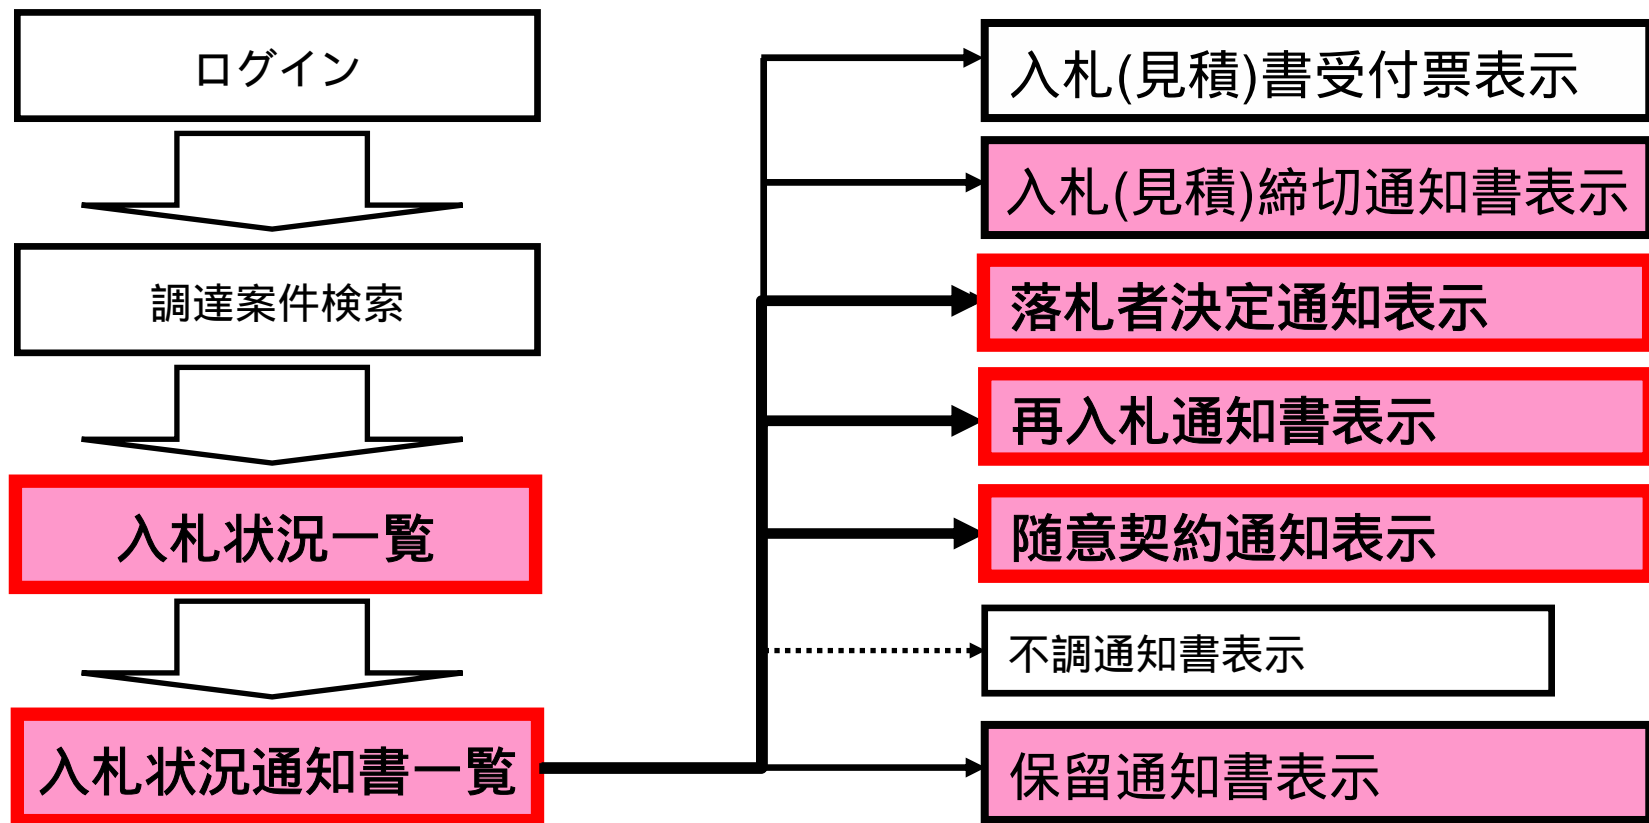 ログイン
調達案件検索
入札状況一覧
入札状況通知書一覧
入札(見積)書受付票表示
入札(見積)締切通知書表示
落札者決定通知表示
再入札通知書表示
随意契約通知表示
不調通知書表示
保留通知書表示